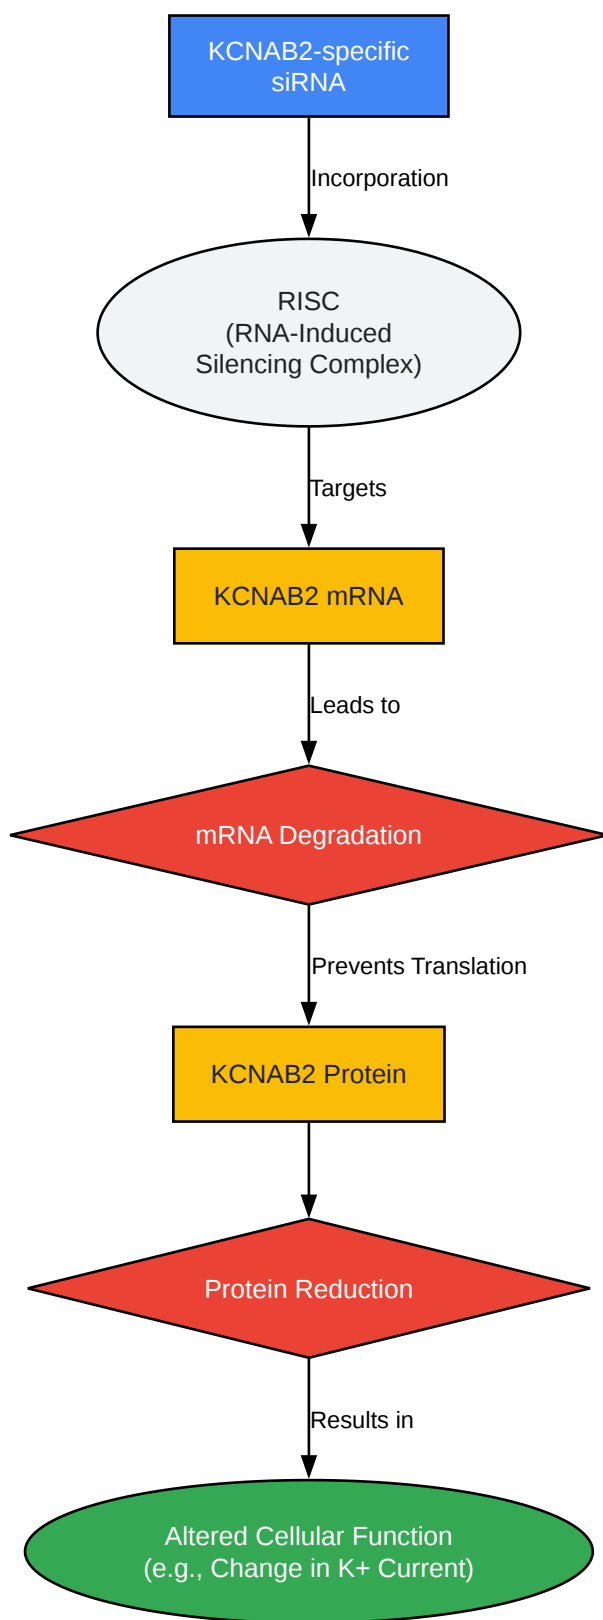 KCNAB2-specific
siRNA
Incorporation
RISC
(RNA-Induced
Silencing Complex)
Targets
KCNAB2 mRNA
Leads to
mRNA Degradation
Prevents Translation
KCNAB2 Protein
Protein Reduction
Results in
Altered Cellular Function
(e.g., Change in K+ Current)